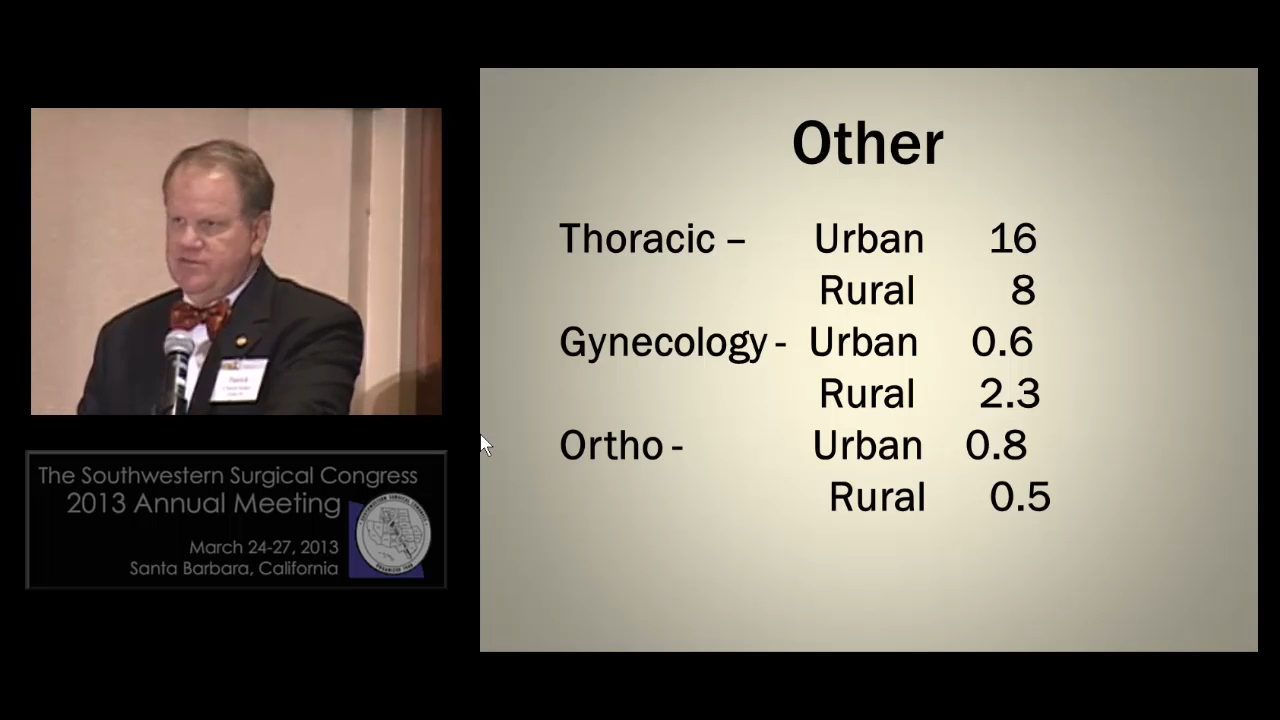 Other
Thoracic – Urban 16
Rural 8
Gynecology - Urban 0.6
Rural 2.3
Ortho - Urban 0.8
Rural 0.5
The Southwestern Surgical Congress
2013 Annual Meeting
March 24-27, 2013
Santa Barbara, California